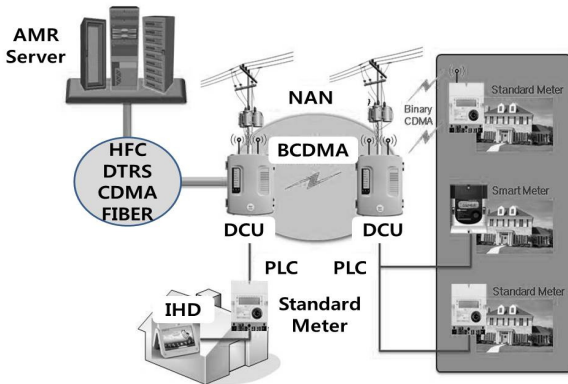 AMR
Server
NAN
Binary
CDMA
Standard Meter
HFC
DTRS
CDMA
FIBER
BCDMA
DCU
DCU
Smart Meter
PLC
PLC
IHD
Standard
Meter
Standard Meter